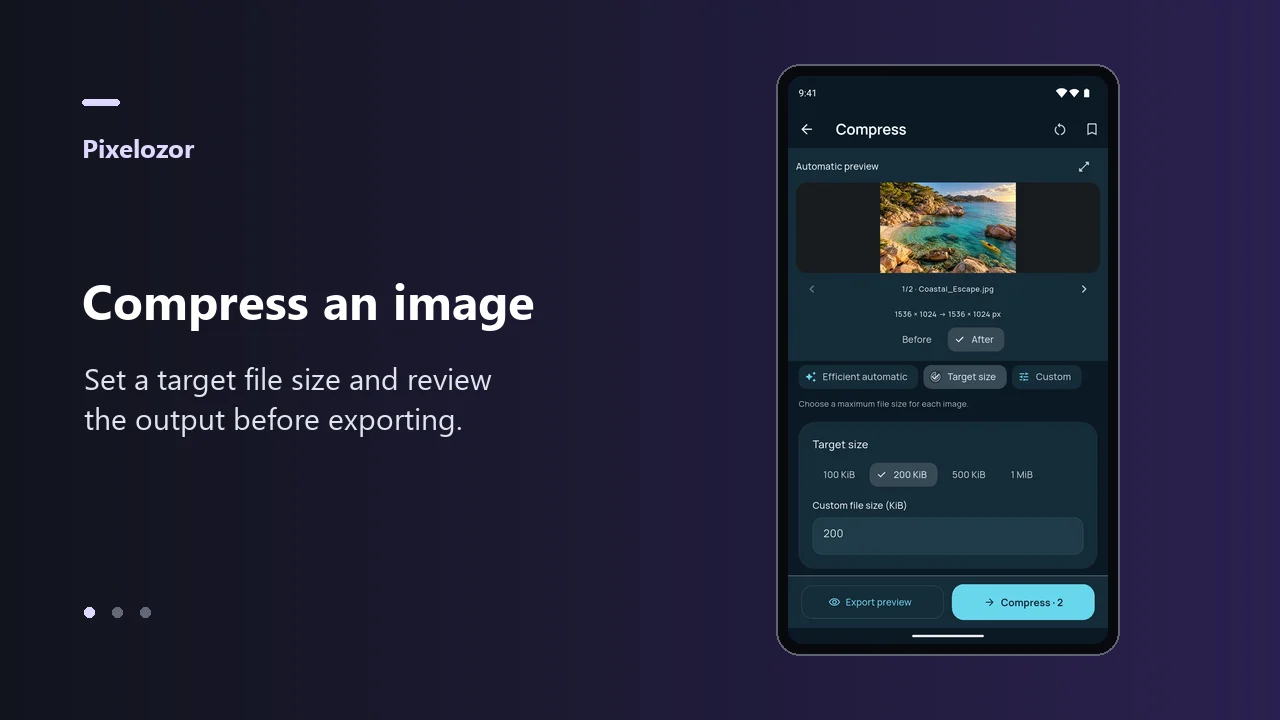 Pixelozor
Compress an image
Set a target file size and review
the output before exporting.
9:41
Compress
Automatic preview
1/2 · Coastal_Escape.jpg
1536 × 1024 → 1536 × 1024 px
Before After
Efficient automatic Target size Custom
Choose a maximum file size for each image.
Target size
100 KiB 200 KiB 500 KiB 1 MiB
Custom file size (KiB)
200
Export preview Compress · 2